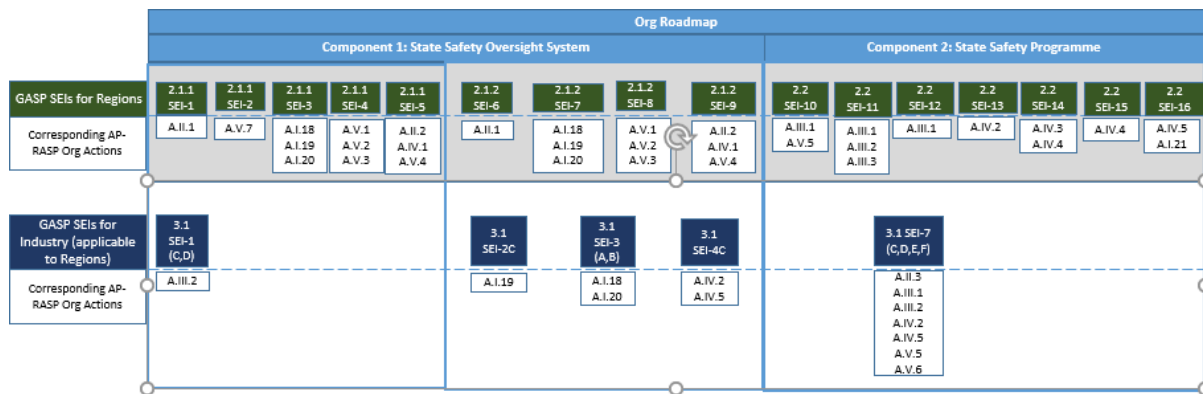 Org Roadmap
Component 1: State Safety Oversight System
Component 2: State Safety Programme
GASP SEIs for Regions
2.1.1
SEI-1
2.1.1
SEI-2
2.1.1
SEI-3
2.1.1
SEI-4
2.1.1
SEI-5
2.1.2
SEI-6
2.1.2
SEI-7
2.1.2
SEI-8
2.1.2
SEI-9
2.2
SEI-10
2.2
SEI-11
2.2
SEI-12
2.2
SEI-13
2.2
SEI-14
2.2
SEI-15
2.2
SEI-16
Corresponding AP-
RASP Org Actions
A.II.1
A.V.7
A.I.18
A.I.19
A.I.20
A.V.1
A.V.2
A.V.3
A.II.2
A.IV.1
A.V.4
A.II.1
A.I.18
A.I.19
A.I.20
A.V.1
A.V.2
A.V.3
A.II.2
A.IV.1
A.V.4
A.III.1
A.V.5
A.III.1
A.III.2
A.III.3
A.III.1
A.IV.2
A.IV.3
A.IV.4
A.IV.4
A.IV.5
A.I.21
GASP SEIs for
Industry (applicable
to Regions)
3.1
SEI-1
(C,D)
3.1
SEI-2C
3.1
SEI-3
(A,B)
3.1
SEI-4C
3.1 SEI-7
(C,D,E,F)
Corresponding AP-
RASP Org Actions
A.III.2
A.I.19
A.I.18
A.I.20
A.IV.2
A.IV.5
A.II.3
A.III.1
A.III.2
A.IV.2
A.IV.5
A.V.5
A.V.6